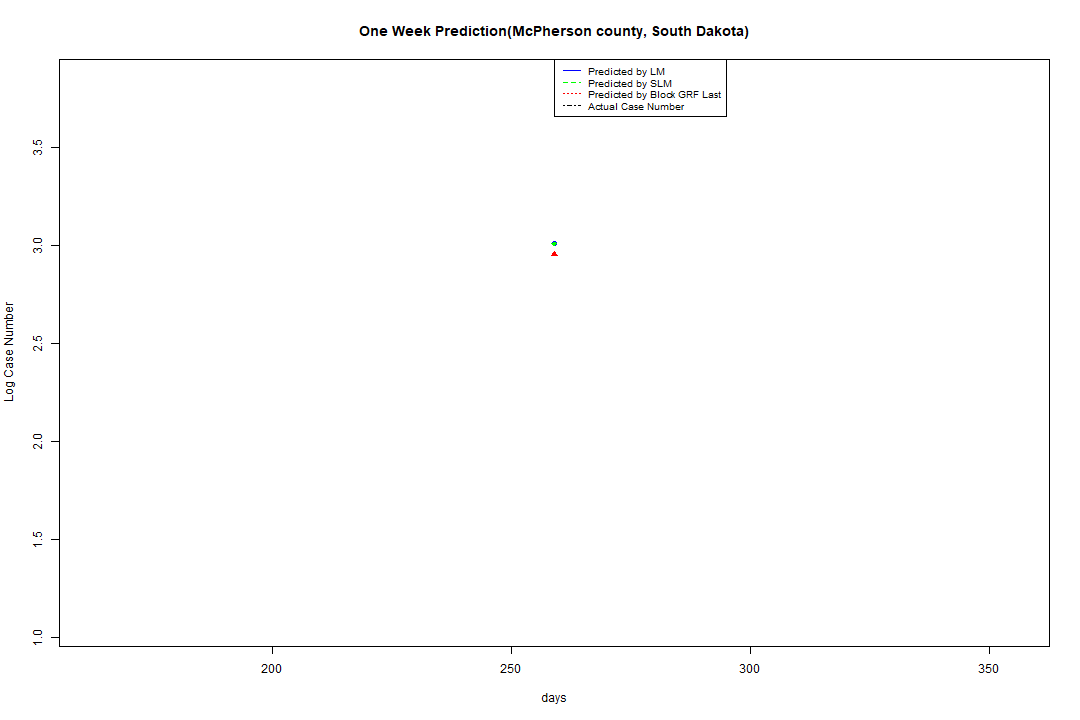 One Week Prediction(McPherson county, South Dakota)
Predicted by LM
Predicted by SLM
Predicted by Block GRF Last
Actual Case Number
3.5
3.0
2.5
2.0
1.5
1.0
Log Case Number
200 250 300 350
days